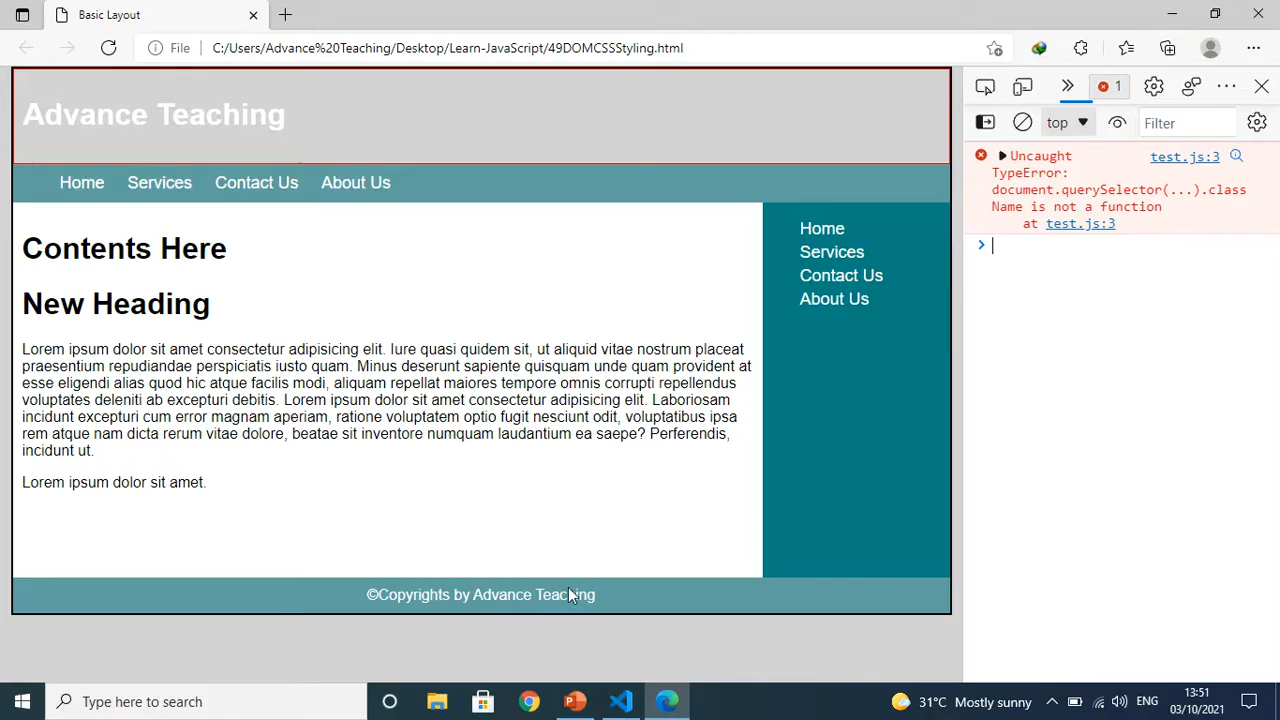 Basic Layout
File
C:/Users/Advance%20Teaching/Desktop/Learn-JavaScript/49DOMCSSStyling.html
1
top
Filter
Uncaught test.js:3
TypeError:
document.querySelector(...).class
Name is not a function
at test.js:3
Advance Teaching
Home Services Contact Us About Us
Contents Here
New Heading
Lorem ipsum dolor sit amet consectetur adipisicing elit. Iure quasi quidem sit, ut aliquid vitae nostrum placeat
praesentium repudiandae perspiciatis iusto quam. Minus deserunt sapiente quisquam unde quam provident at
esse eligendi alias quod hic atque facilis modi, aliquam repellat maiores tempore omnis corrupti repellendus
voluptates deleniti ab excepturi debitis. Lorem ipsum dolor sit amet consectetur adipisicing elit. Laboriosam
incidunt excepturi cum error magnam aperiam, ratione voluptatem optio fugit nesciunt odit, voluptatibus ipsa
rem atque nam dicta rerum vitae dolore, beatae sit inventore numquam laudantium ea saepe? Perferendis,
incidunt ut.
Lorem ipsum dolor sit amet.
Home
Services
Contact Us
About Us
©Copyrights by Advance Teaching
Type here to search
31°C Mostly sunny
ENG
13:51
03/10/2021